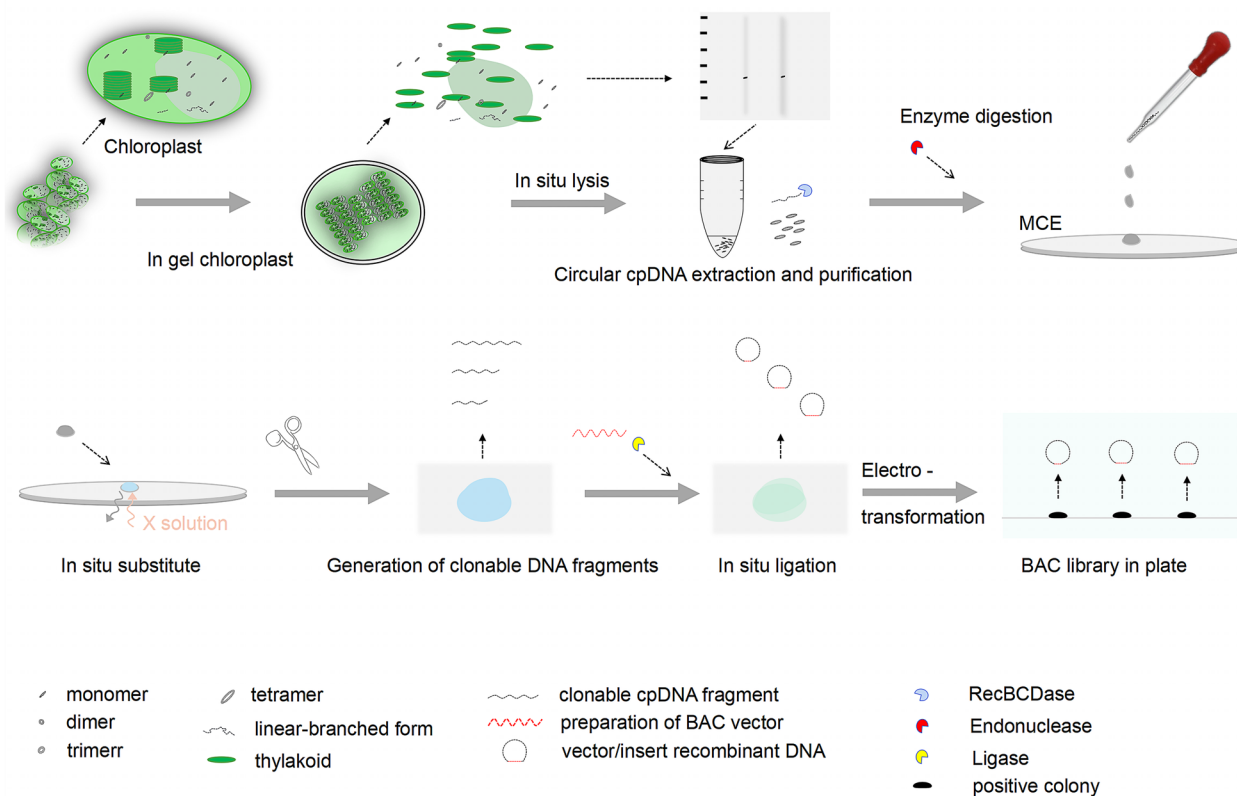 Chloroplast
In gel chloroplast
In situ lysis
Circular cpDNA extraction and purification
Enzyme digestion
MCE
X solution
In situ substitute
Generation of clonable DNA fragments
In situ ligation
Electro -
transformation
BAC library in plate
monomer
dimer
trimerr
tetramer
linear-branched form
thylakoid
clonable cpDNA fragment
preparation of BAC vector
vector/insert recombinant DNA
RecBCDase
Endonuclease
Ligase
positive colony